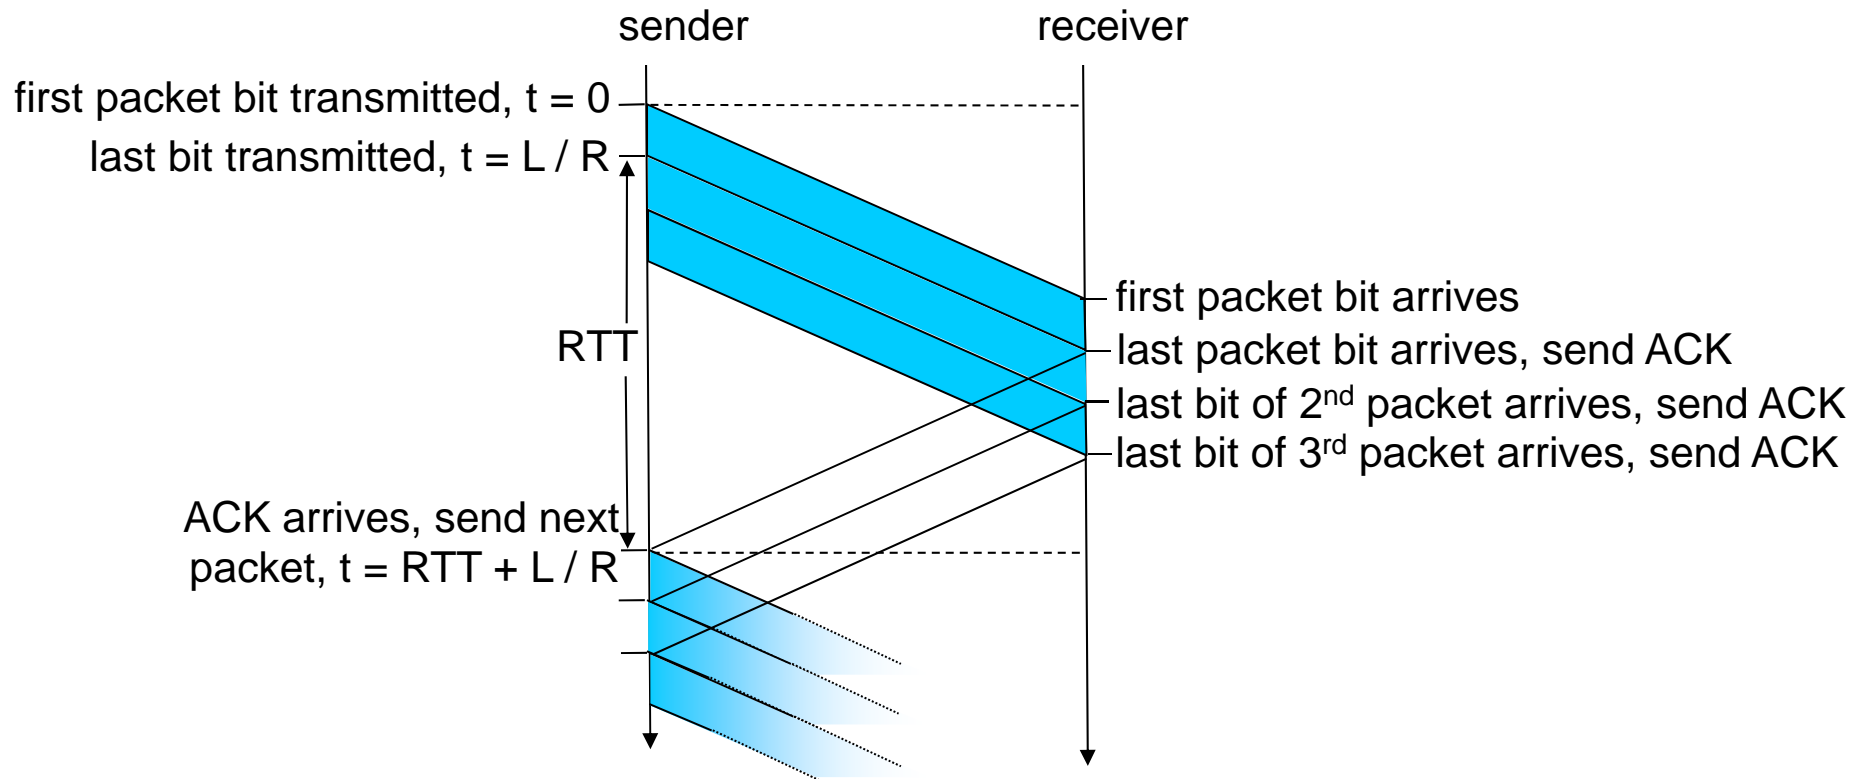 sender
receiver
first packet bit transmitted, t = 0
last bit transmitted, t = L / R
first packet bit arrives
RTT
last packet bit arrives, send ACK
last bit of 2nd packet arrives, send ACK
last bit of 3rd packet arrives, send ACK
ACK arrives, send next
packet, t = RTT + L / R